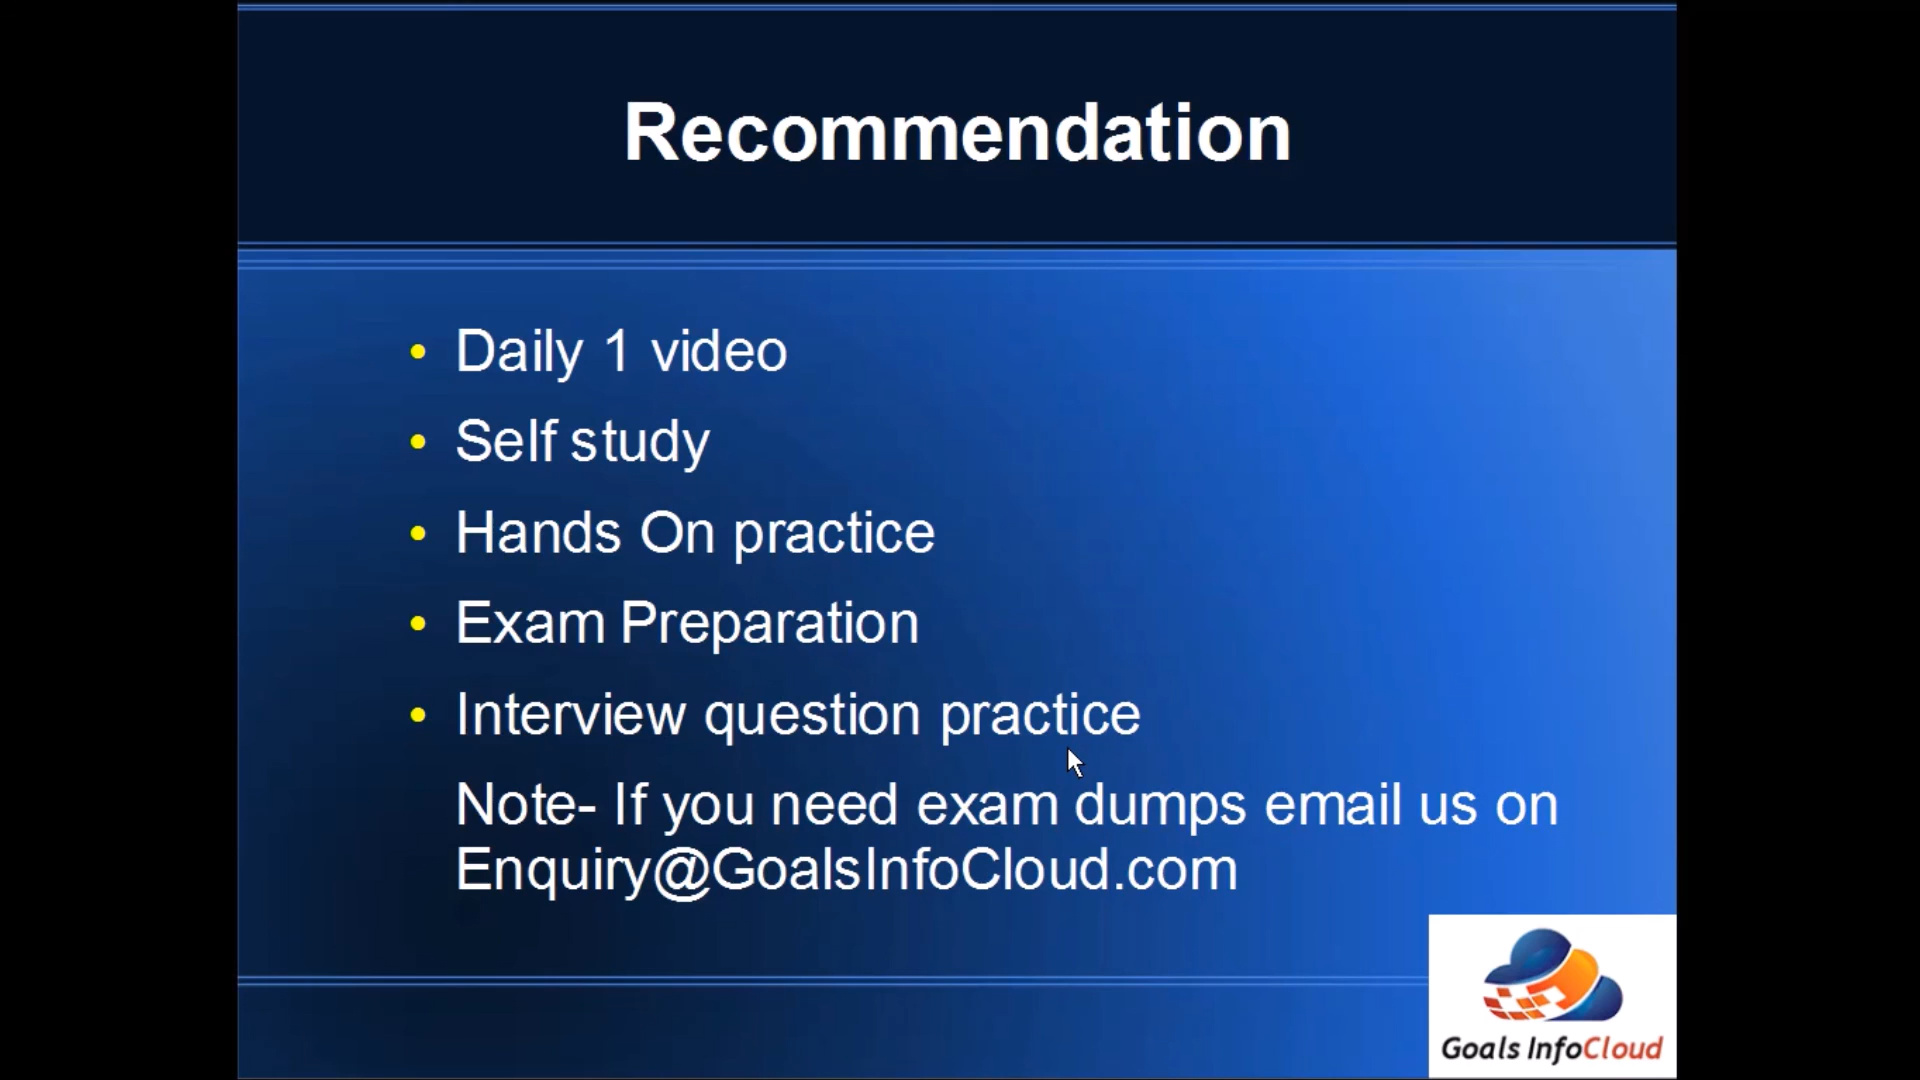 Recommendation
• Daily 1 video
• Self study
• Hands On practice
• Exam Preparation
• Interview question practice
Note- If you need exam dumps email us on
Enquiry@GoalsInfoCloud.com
Goals InfoCloud